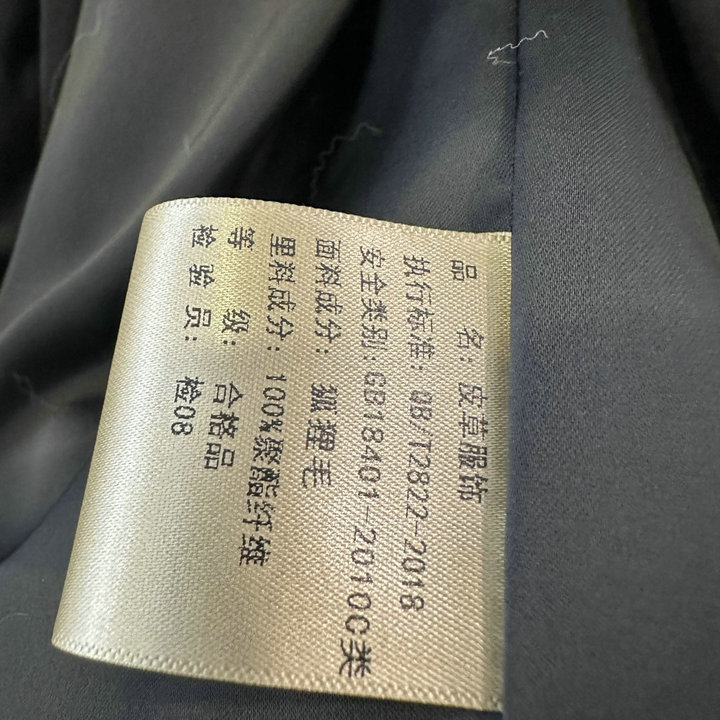 品 名：皮草服饰
执行标准：QB/T2822-2018
安全类别：GB18401-2010C类
面料成分：狐狸毛
里料成分：100%聚酯纤维
等 级：合格品
检 验 员：检08